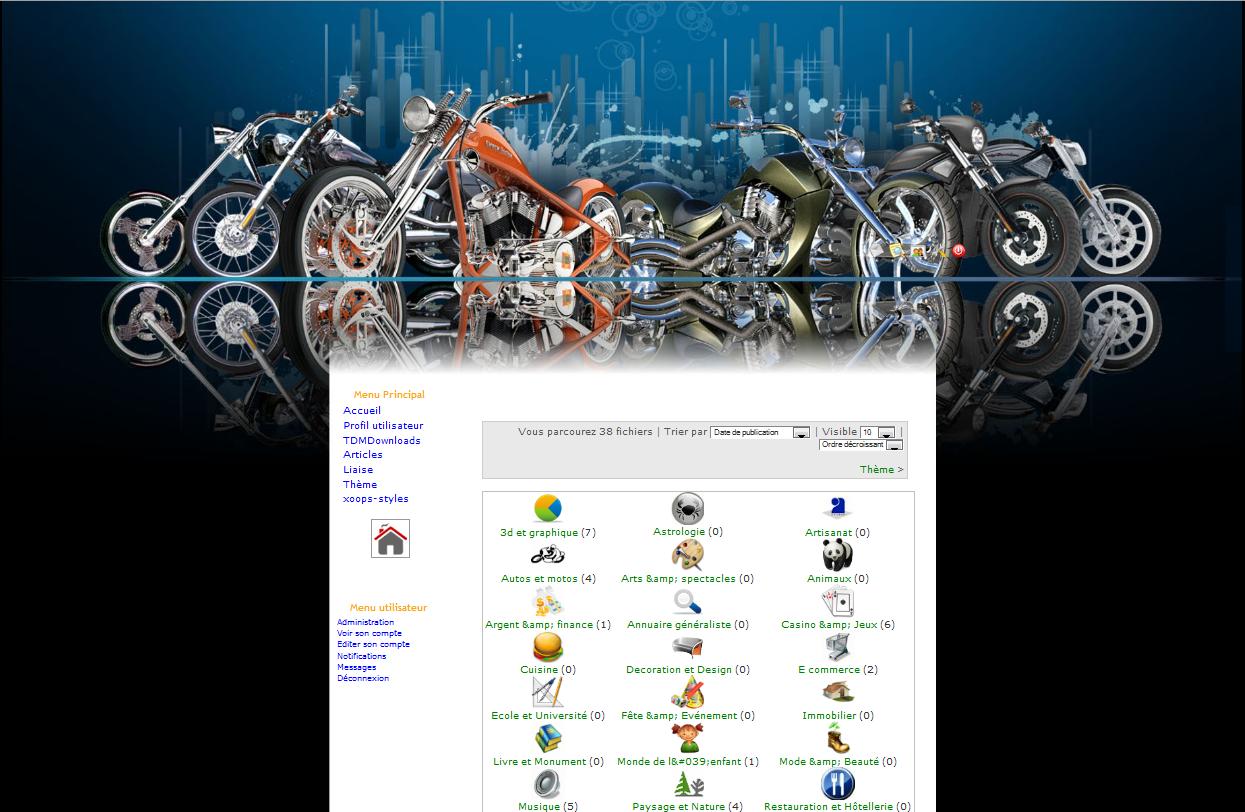 Menu Principal
Accueil
Profil utilisateur
TDMDownloads
Articles
Liaise
Thème
xoops-styles
Menu utilisateur
Administration
Voir son compte
Editer son compte
Notifications
Messages
Déconnexion
Vous parcourez 38 fichiers | Trier par Date de publication | Visible 10 |
Ordre décroissant
Thème >
3d et graphique (7) Astrologie (0) Artisanat (0)
Autos et motos (4) Arts &amp; spectacles (0) Animaux (0)
Argent &amp; finance (1) Annuaire généraliste (0) Casino &amp; Jeux (6)
Cuisine (0) Decoration et Design (0) E commerce (2)
Ecole et Université (0) Fête &amp; Evénement (0) Immobilier (0)
Livre et Monument (0) Monde de l&#039;enfant (1) Mode &amp; Beauté (0)
Musique (5) Paysage et Nature (4) Restauration et Hôtellerie (0)